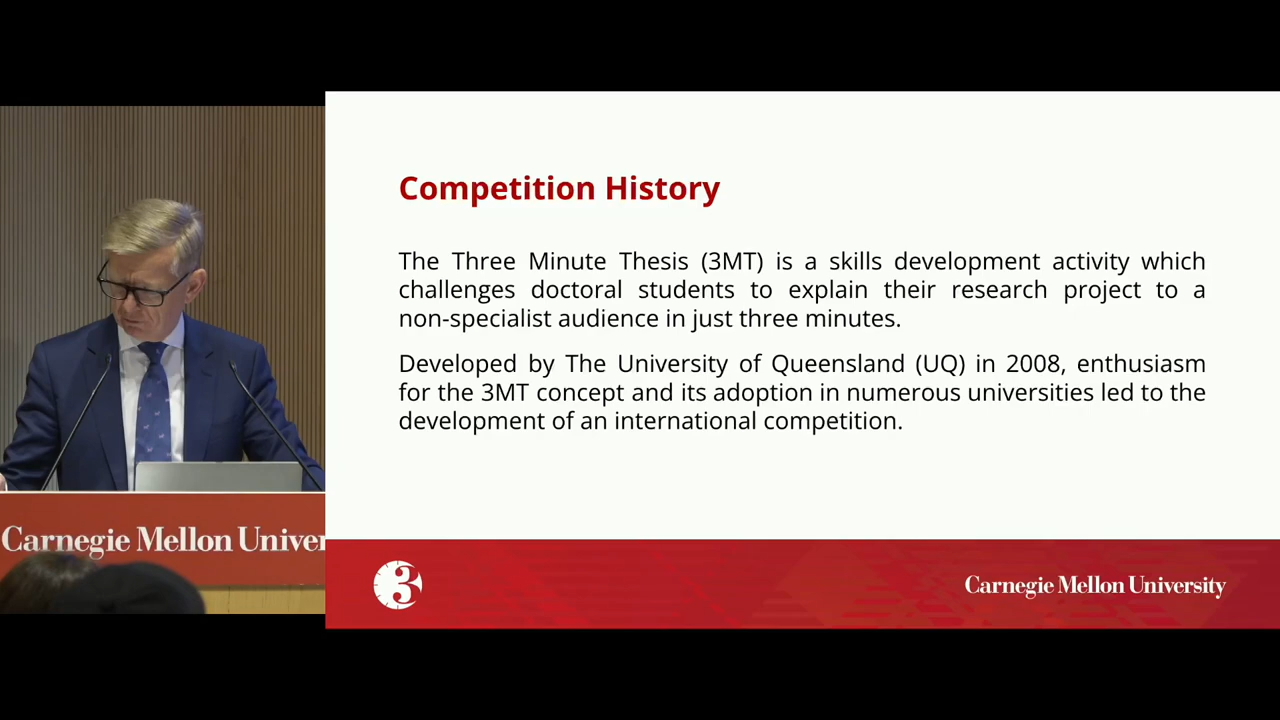 Competition History
The Three Minute Thesis (3MT) is a skills development activity which
challenges doctoral students to explain their research project to a
non-specialist audience in just three minutes.
Developed by The University of Queensland (UQ) in 2008, enthusiasm
for the 3MT concept and its adoption in numerous universities led to the
development of an international competition.
Carnegie Mellon Univer
3
Carnegie Mellon University